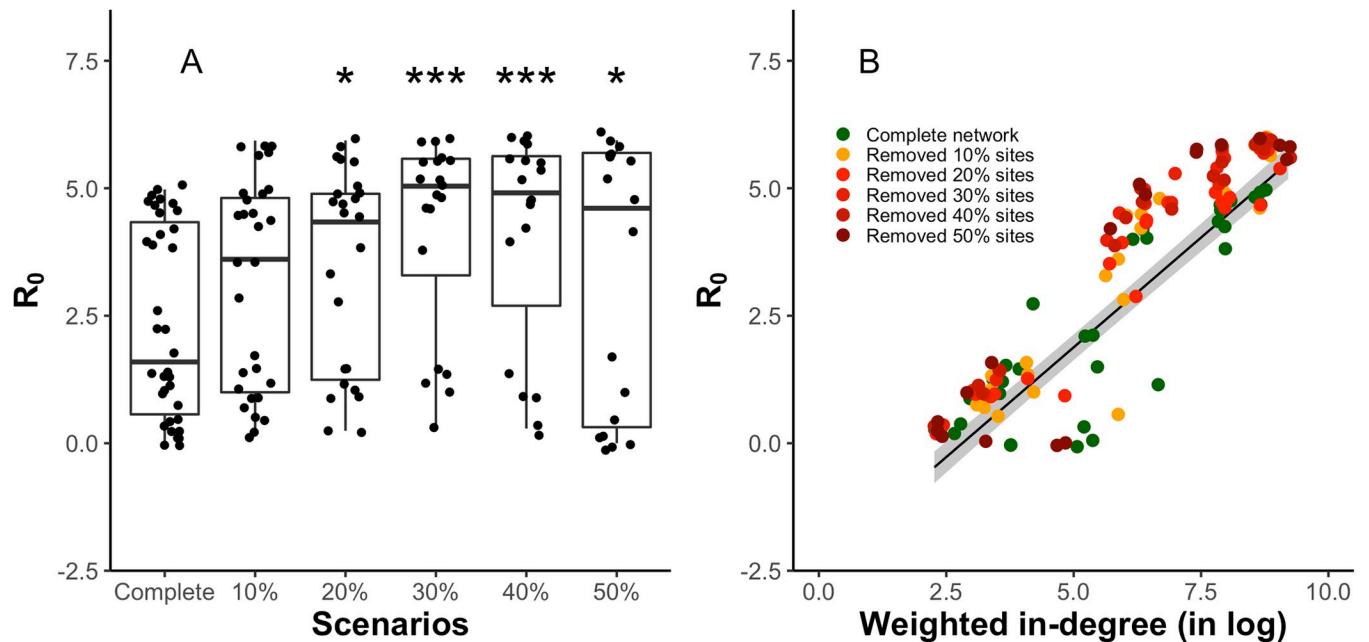 A
* *** *** *
7.5
5.0
2.5
0.0
-2.5
R₀
Complete 10% 20% 30% 40% 50%
Scenarios
B
Complete network
Removed 10% sites
Removed 20% sites
Removed 30% sites
Removed 40% sites
Removed 50% sites
7.5
5.0
2.5
0.0
-2.5
R₀
0.0 2.5 5.0 7.5 10.0
Weighted in-degree (in log)